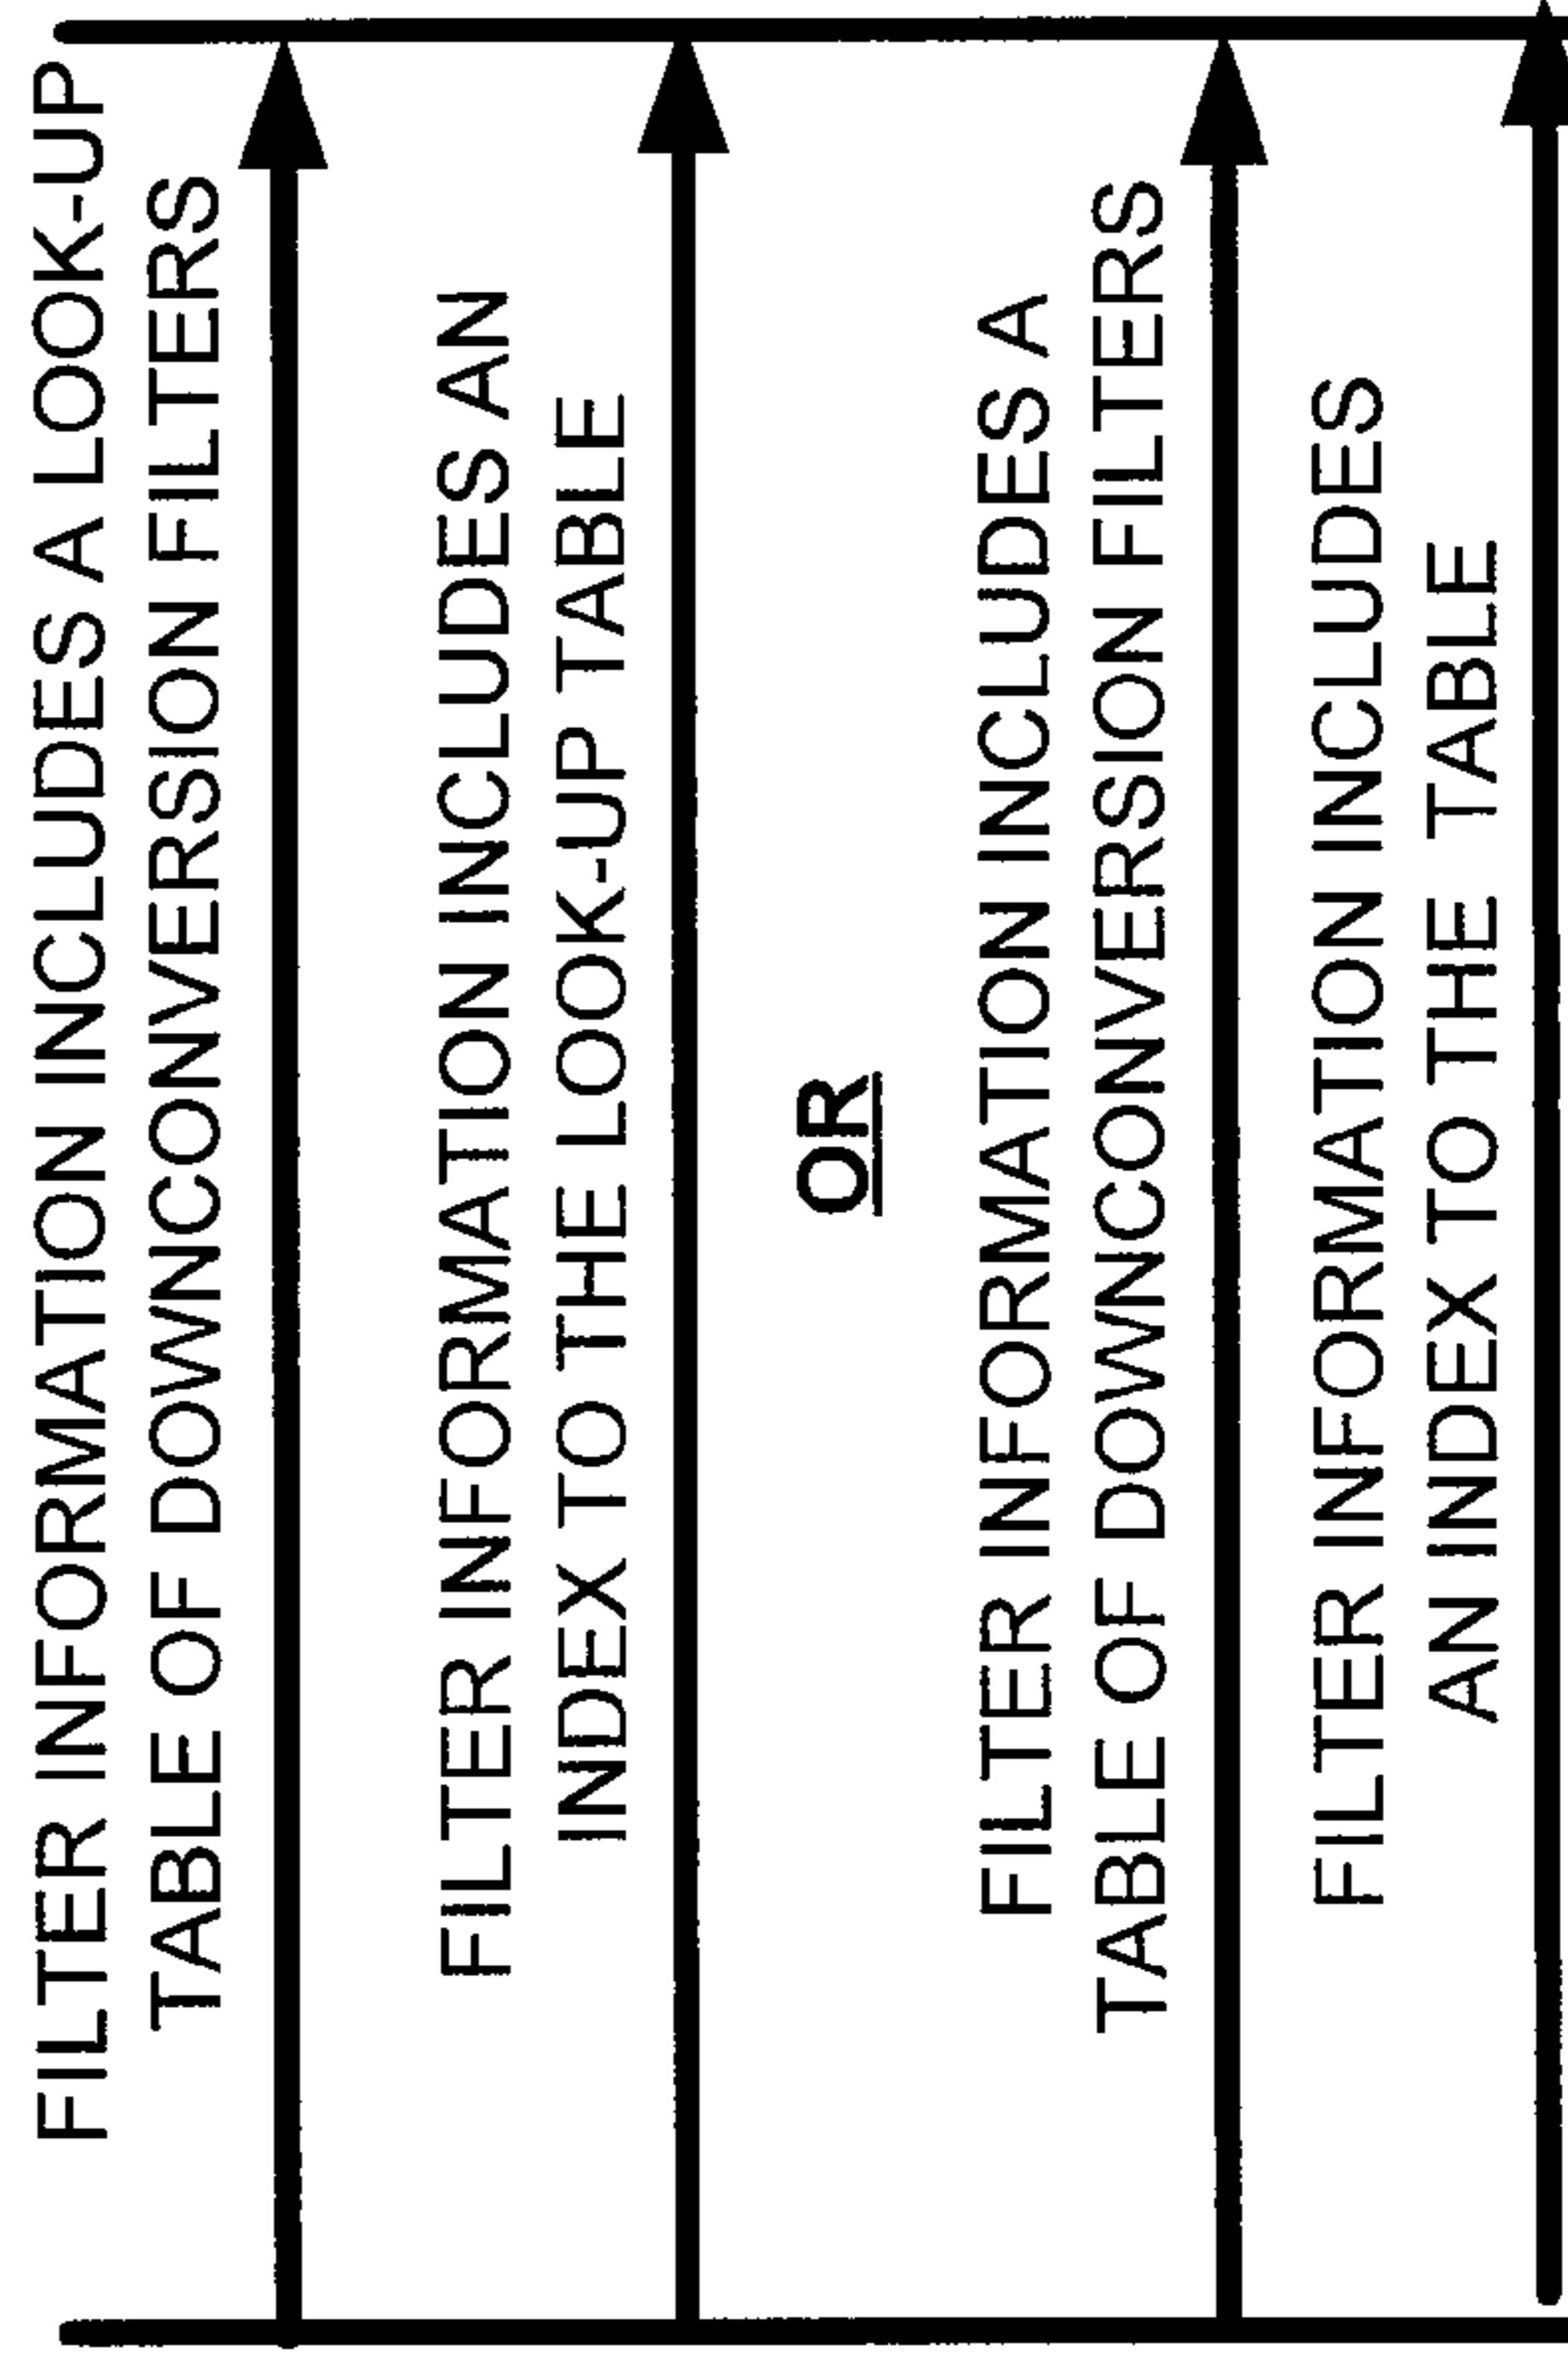 FILTER INFORMATION INCLUDES A LOOK-UP
TABLE OF DOWNCONVERSION FILTERS
FILTER INFORMATION INCLUDES AN
INDEX TO THE LOOK-UP TABLE
OR
FILTER INFORMATION INCLUDES A
TABLE OF DOWNCONVERSION FILTERS
FILTER INFORMATION INCLUDES
AN INDEX TO THE TABLE